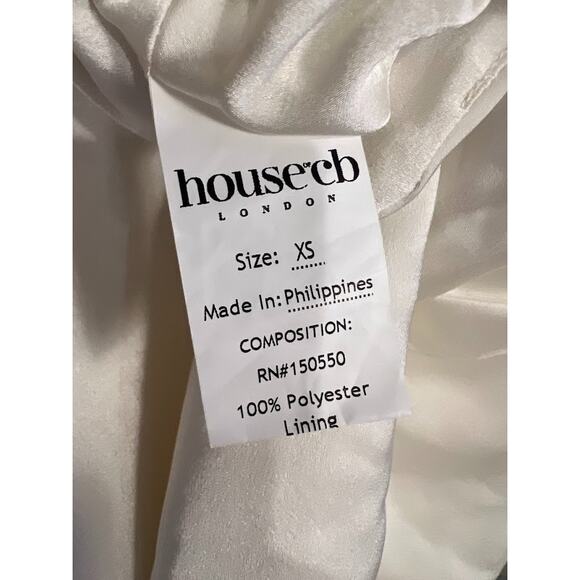 house of cb
LONDON
Size: XS
Made In: Philippines
COMPOSITION:
RN#150550
100% Polyester
Lining